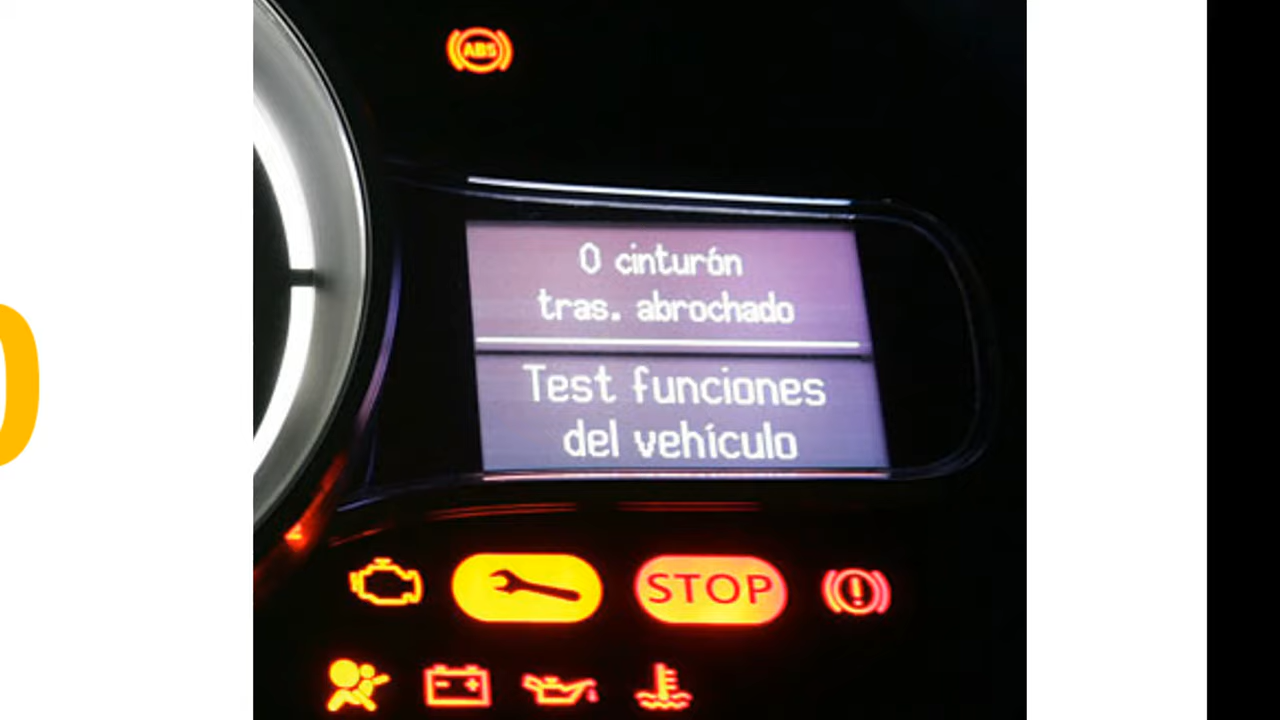 ABS
0 cinturón
tras. abrochado
Test funciones
del vehículo
STOP